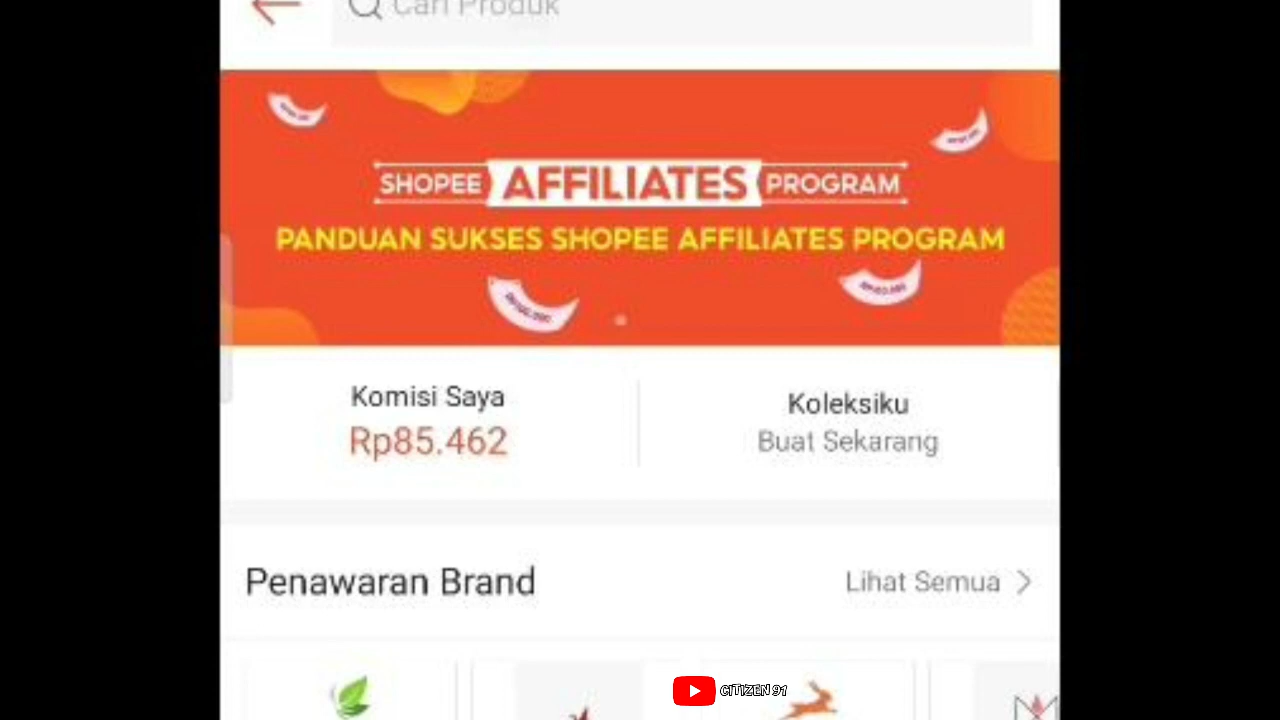 Cari Produk
SHOPEE AFFILIATES PROGRAM
PANDUAN SUKSES SHOPEE AFFILIATES PROGRAM
Komisi Saya
Rp85.462
Koleksiku
Buat Sekarang
Penawaran Brand
Lihat Semua
CITIZEN 91